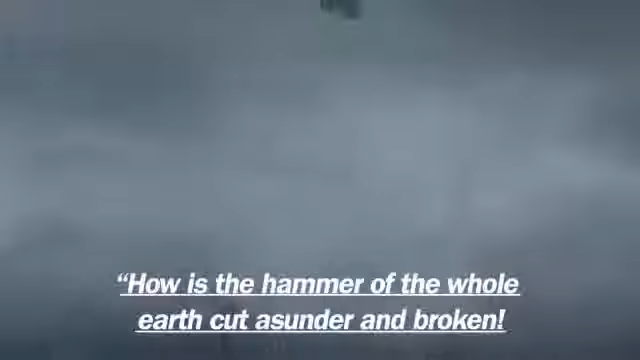 “How is the hammer of the whole
earth cut asunder and broken!